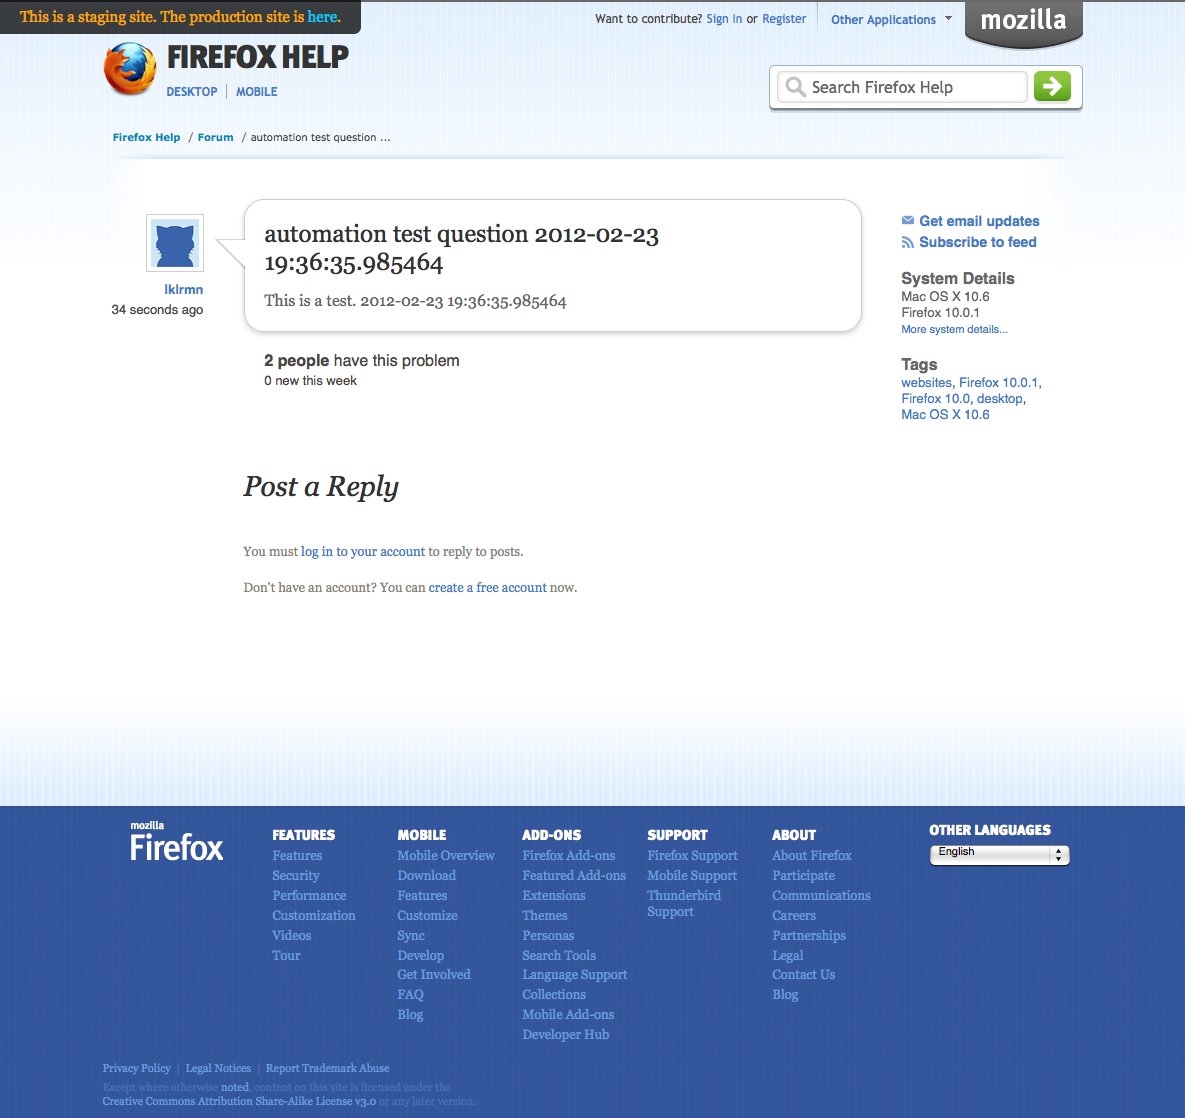 This is a staging site. The production site is here.
Want to contribute? Sign In or Register
Other Applications
mozilla
FIREFOX HELP
DESKTOP
MOBILE
Search Firefox Help
Firefox Help / Forum / automation test question ...
lklrmn
34 seconds ago
automation test question 2012-02-23
19:36:35.985464
This is a test. 2012-02-23 19:36:35.985464
2 people have this problem
0 new this week
Get email updates
Subscribe to feed
System Details
Mac OS X 10.6
Firefox 10.0.1
More system details...
Tags
websites, Firefox 10.0.1,
Firefox 10.0, desktop,
Mac OS X 10.6
Post a Reply
You must log in to your account to reply to posts.
Don't have an account? You can create a free account now.
mozilla
Firefox
FEATURES
Features
Security
Performance
Customization
Videos
Tour
MOBILE
Mobile Overview
Download
Features
Customize
Sync
Develop
Get Involved
FAQ
Blog
ADD-ONS
Firefox Add-ons
Featured Add-ons
Extensions
Themes
Personas
Search Tools
Language Support
Collections
Mobile Add-ons
Developer Hub
SUPPORT
Firefox Support
Mobile Support
Thunderbird
Support
ABOUT
About Firefox
Participate
Communications
Careers
Partnerships
Legal
Contact Us
Blog
OTHER LANGUAGES
English
Privacy Policy | Legal Notices | Report Trademark Abuse
Except where otherwise noted, content on this site is licensed under the
Creative Commons Attribution Share-Alike License v3.0 or any later version.